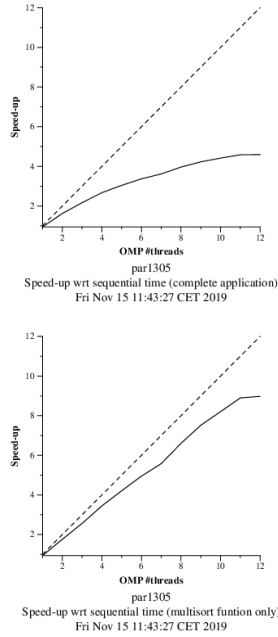 12
10
8
6
4
2
Speed-up
2 4 6 8 10 12
OMP #threads
par1305
Speed-up wrt sequential time (complete application)
Fri Nov 15 11:43:27 CET 2019
12
10
8
6
4
2
Speed-up
2 4 6 8 10 12
OMP #threads
par1305
Speed-up wrt sequential time (multisort funtion only)
Fri Nov 15 11:43:27 CET 2019